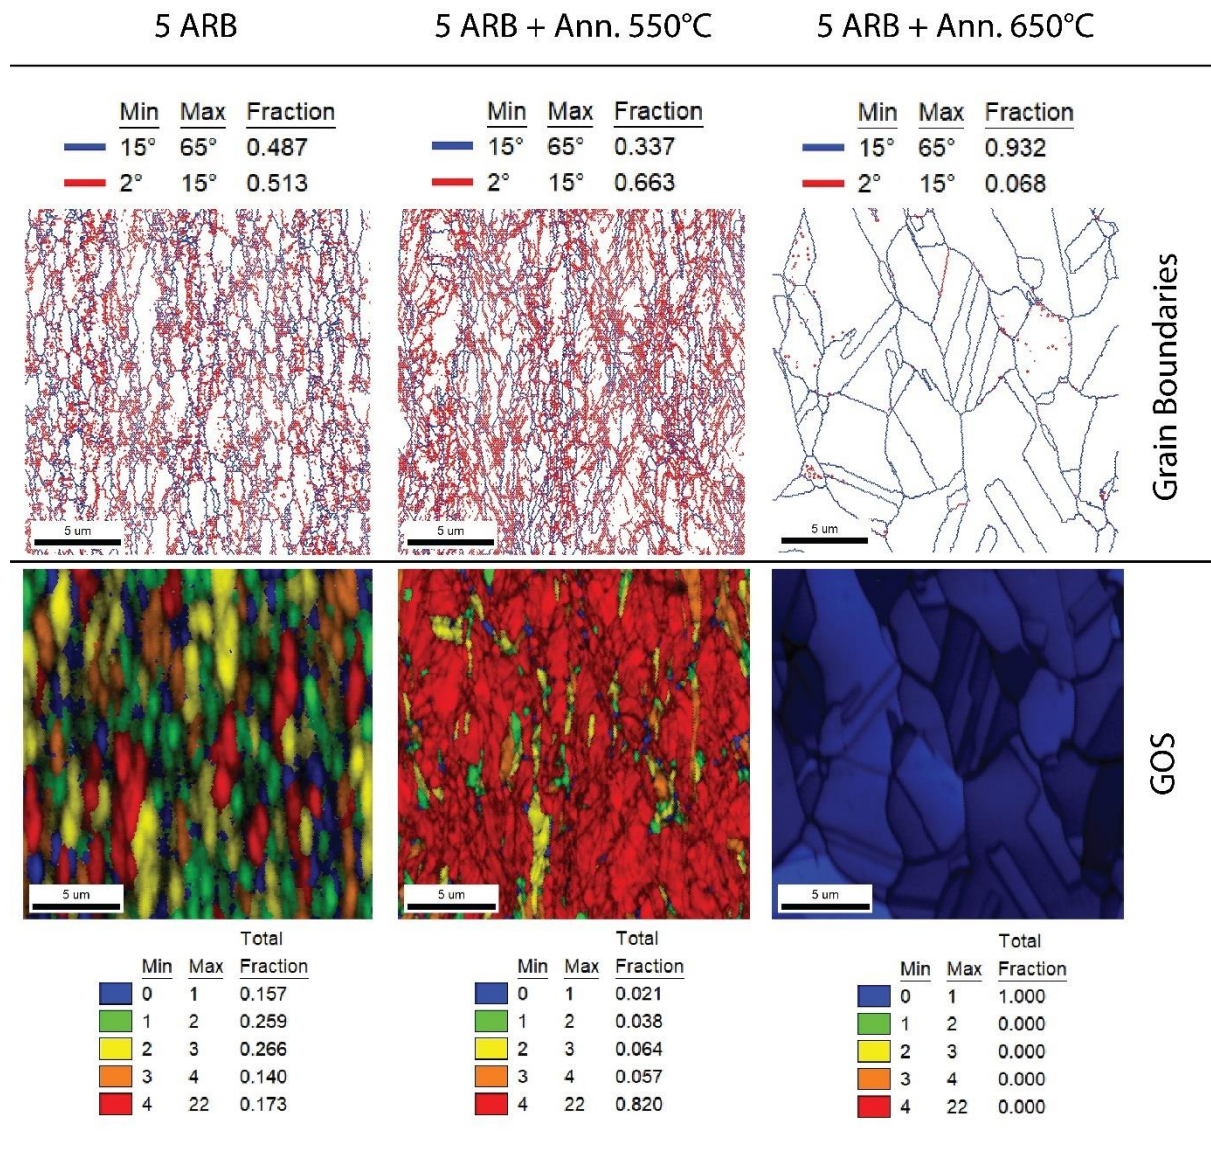 5 ARB 5 ARB + Ann. 550°C 5 ARB + Ann. 650°C
Min Max Fraction Min Max Fraction Min Max Fraction
15° 65° 0.487 15° 65° 0.337 15° 65° 0.932
2° 15° 0.513 2° 15° 0.663 2° 15° 0.068
Grain Boundaries
5 um 5 um 5 um
GOS
5 um 5 um 5 um
Total Total Total
Min Max Fraction Min Max Fraction Min Max Fraction
0 1 0.157 0 1 0.021 0 1 1.000
1 2 0.259 1 2 0.038 1 2 0.000
2 3 0.266 2 3 0.064 2 3 0.000
3 4 0.140 3 4 0.057 3 4 0.000
4 22 0.173 4 22 0.820 4 22 0.000